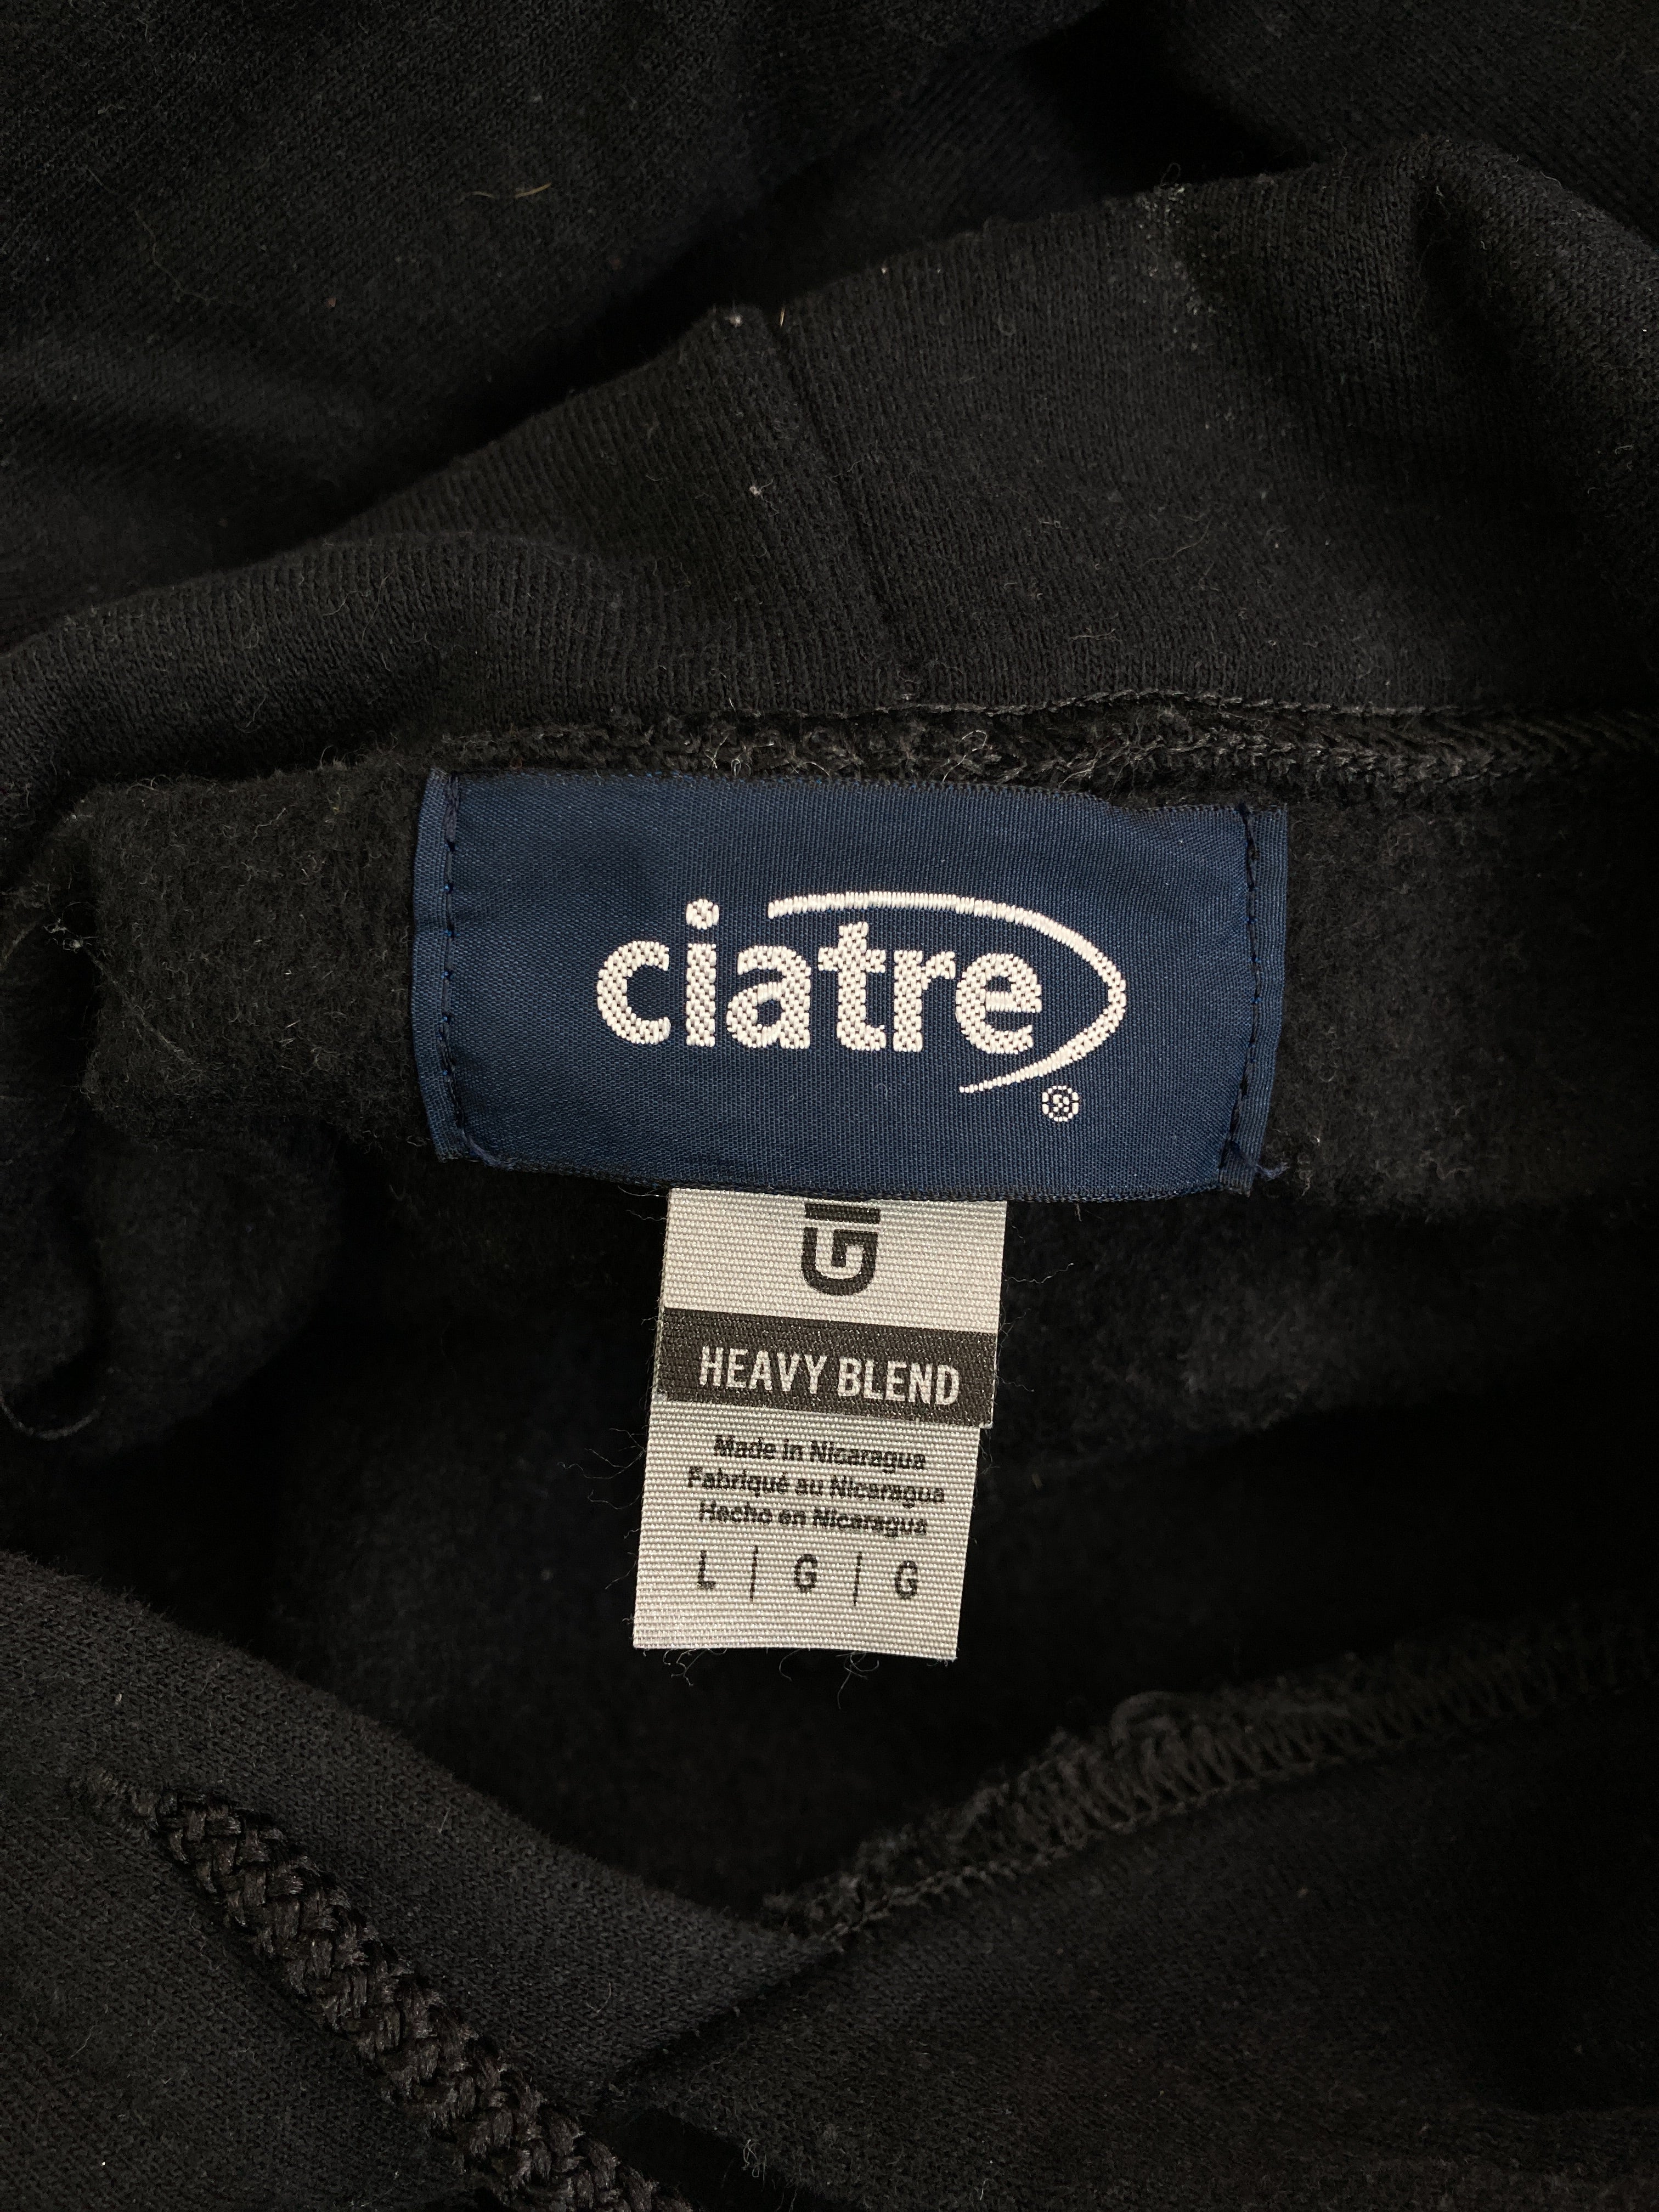 ciatre
®
G
HEAVY BLEND
Made in Nicaragua
Fabriqué au Nicaragua
Hecho en Nicaragua
L | G | G